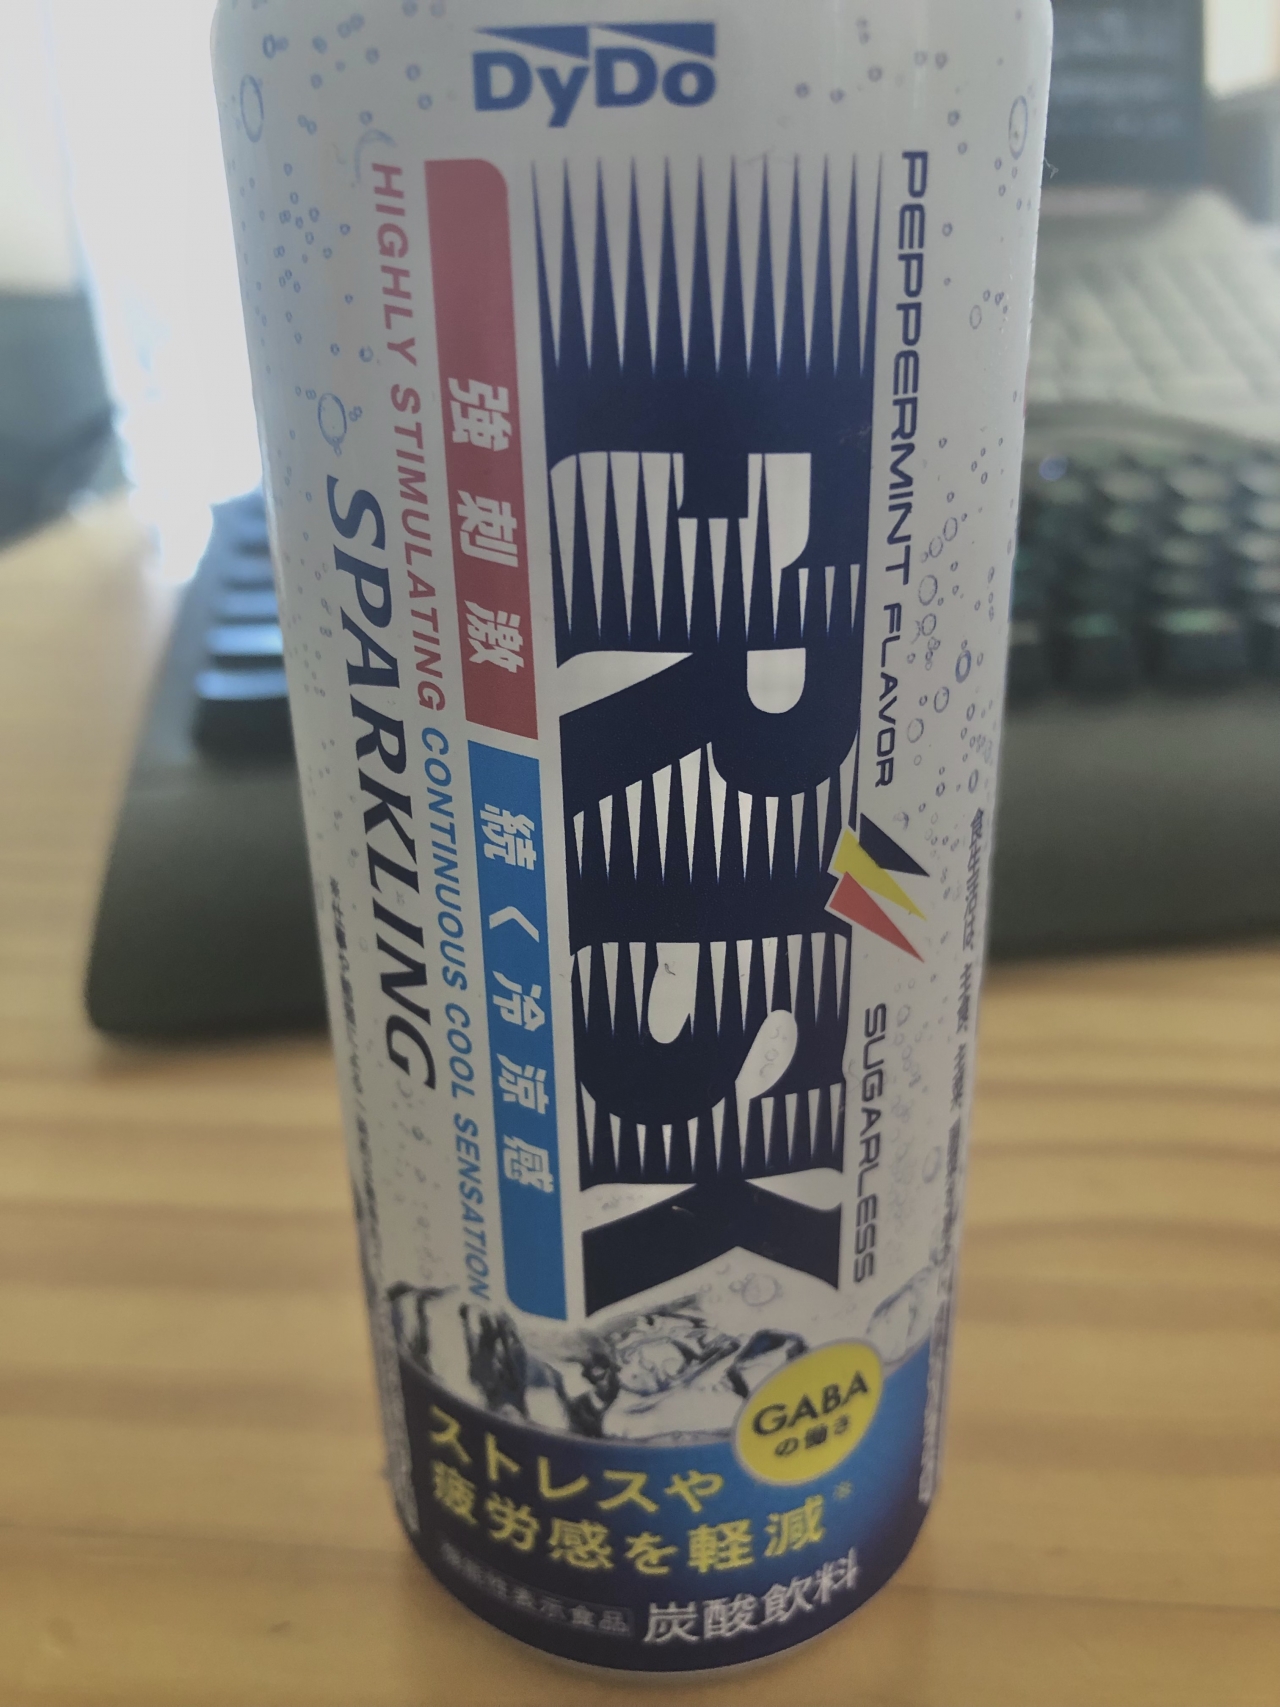 DyDo
PEPPERMINT FLAVOR
SUGARLESS
FRISK
強刺激
続く冷涼感
HIGHLY STIMULATING CONTINUOUS COOL SENSATION
SPARKLING
GABA
の働き
ストレスや
疲労感を軽減※
機能性表示食品
炭酸飲料